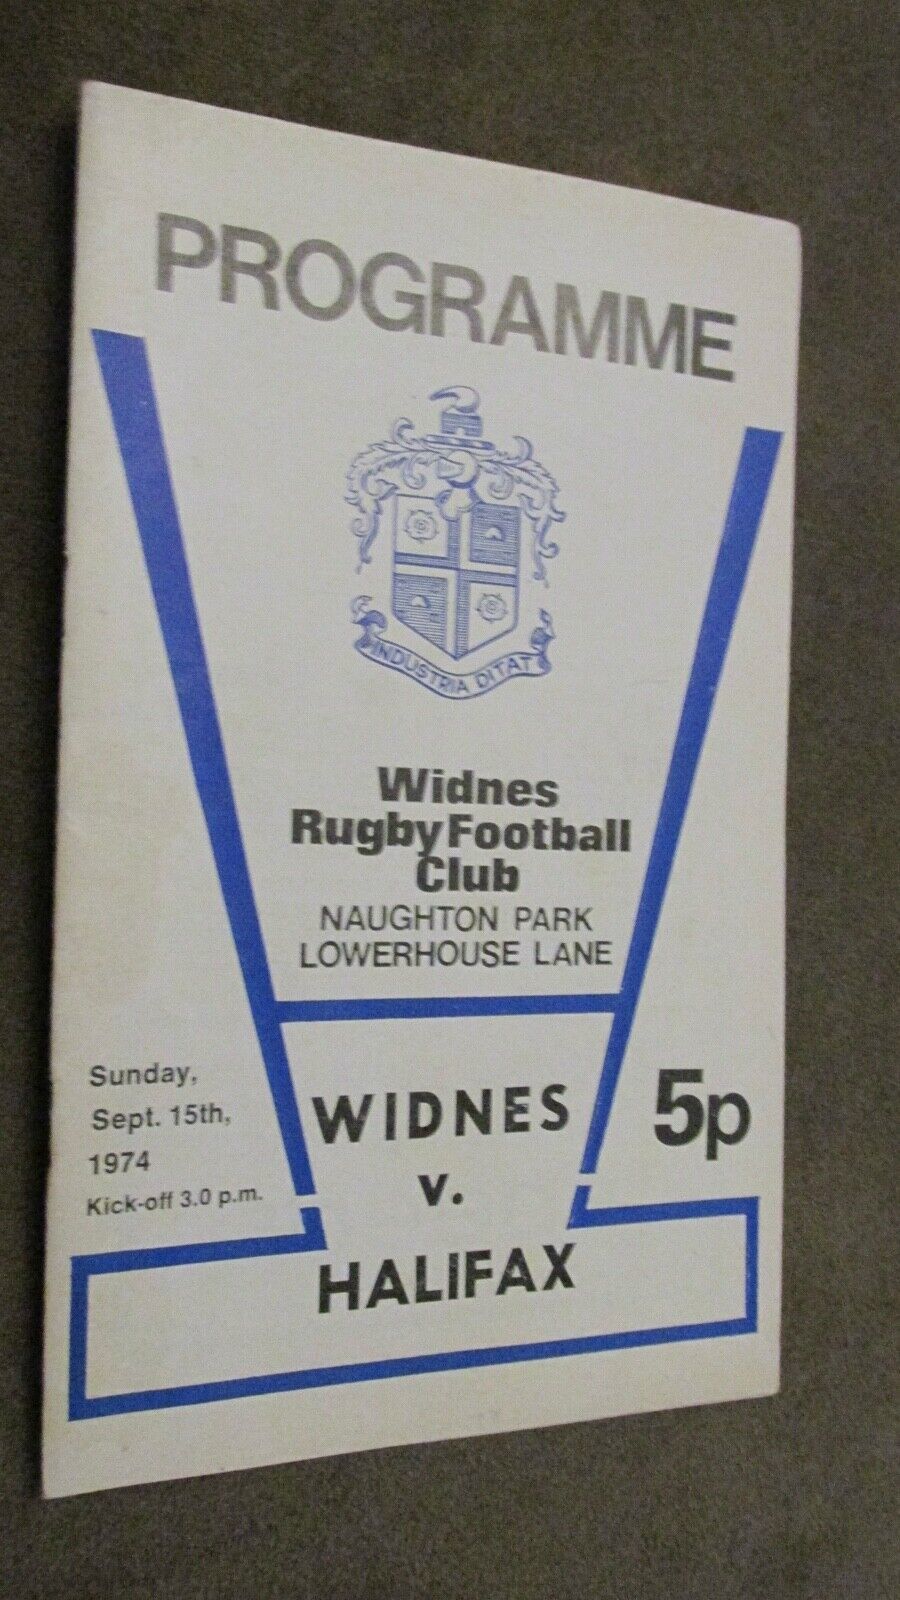 PROGRAMME
INDUSTRIA DITAT
Widnes
Rugby Football
Club
NAUGHTON PARK
LOWERHOUSE LANE
Sunday,
Sept. 15th,
1974
Kick-off 3.0 p.m.
WIDNES
v.
HALIFAX
5p